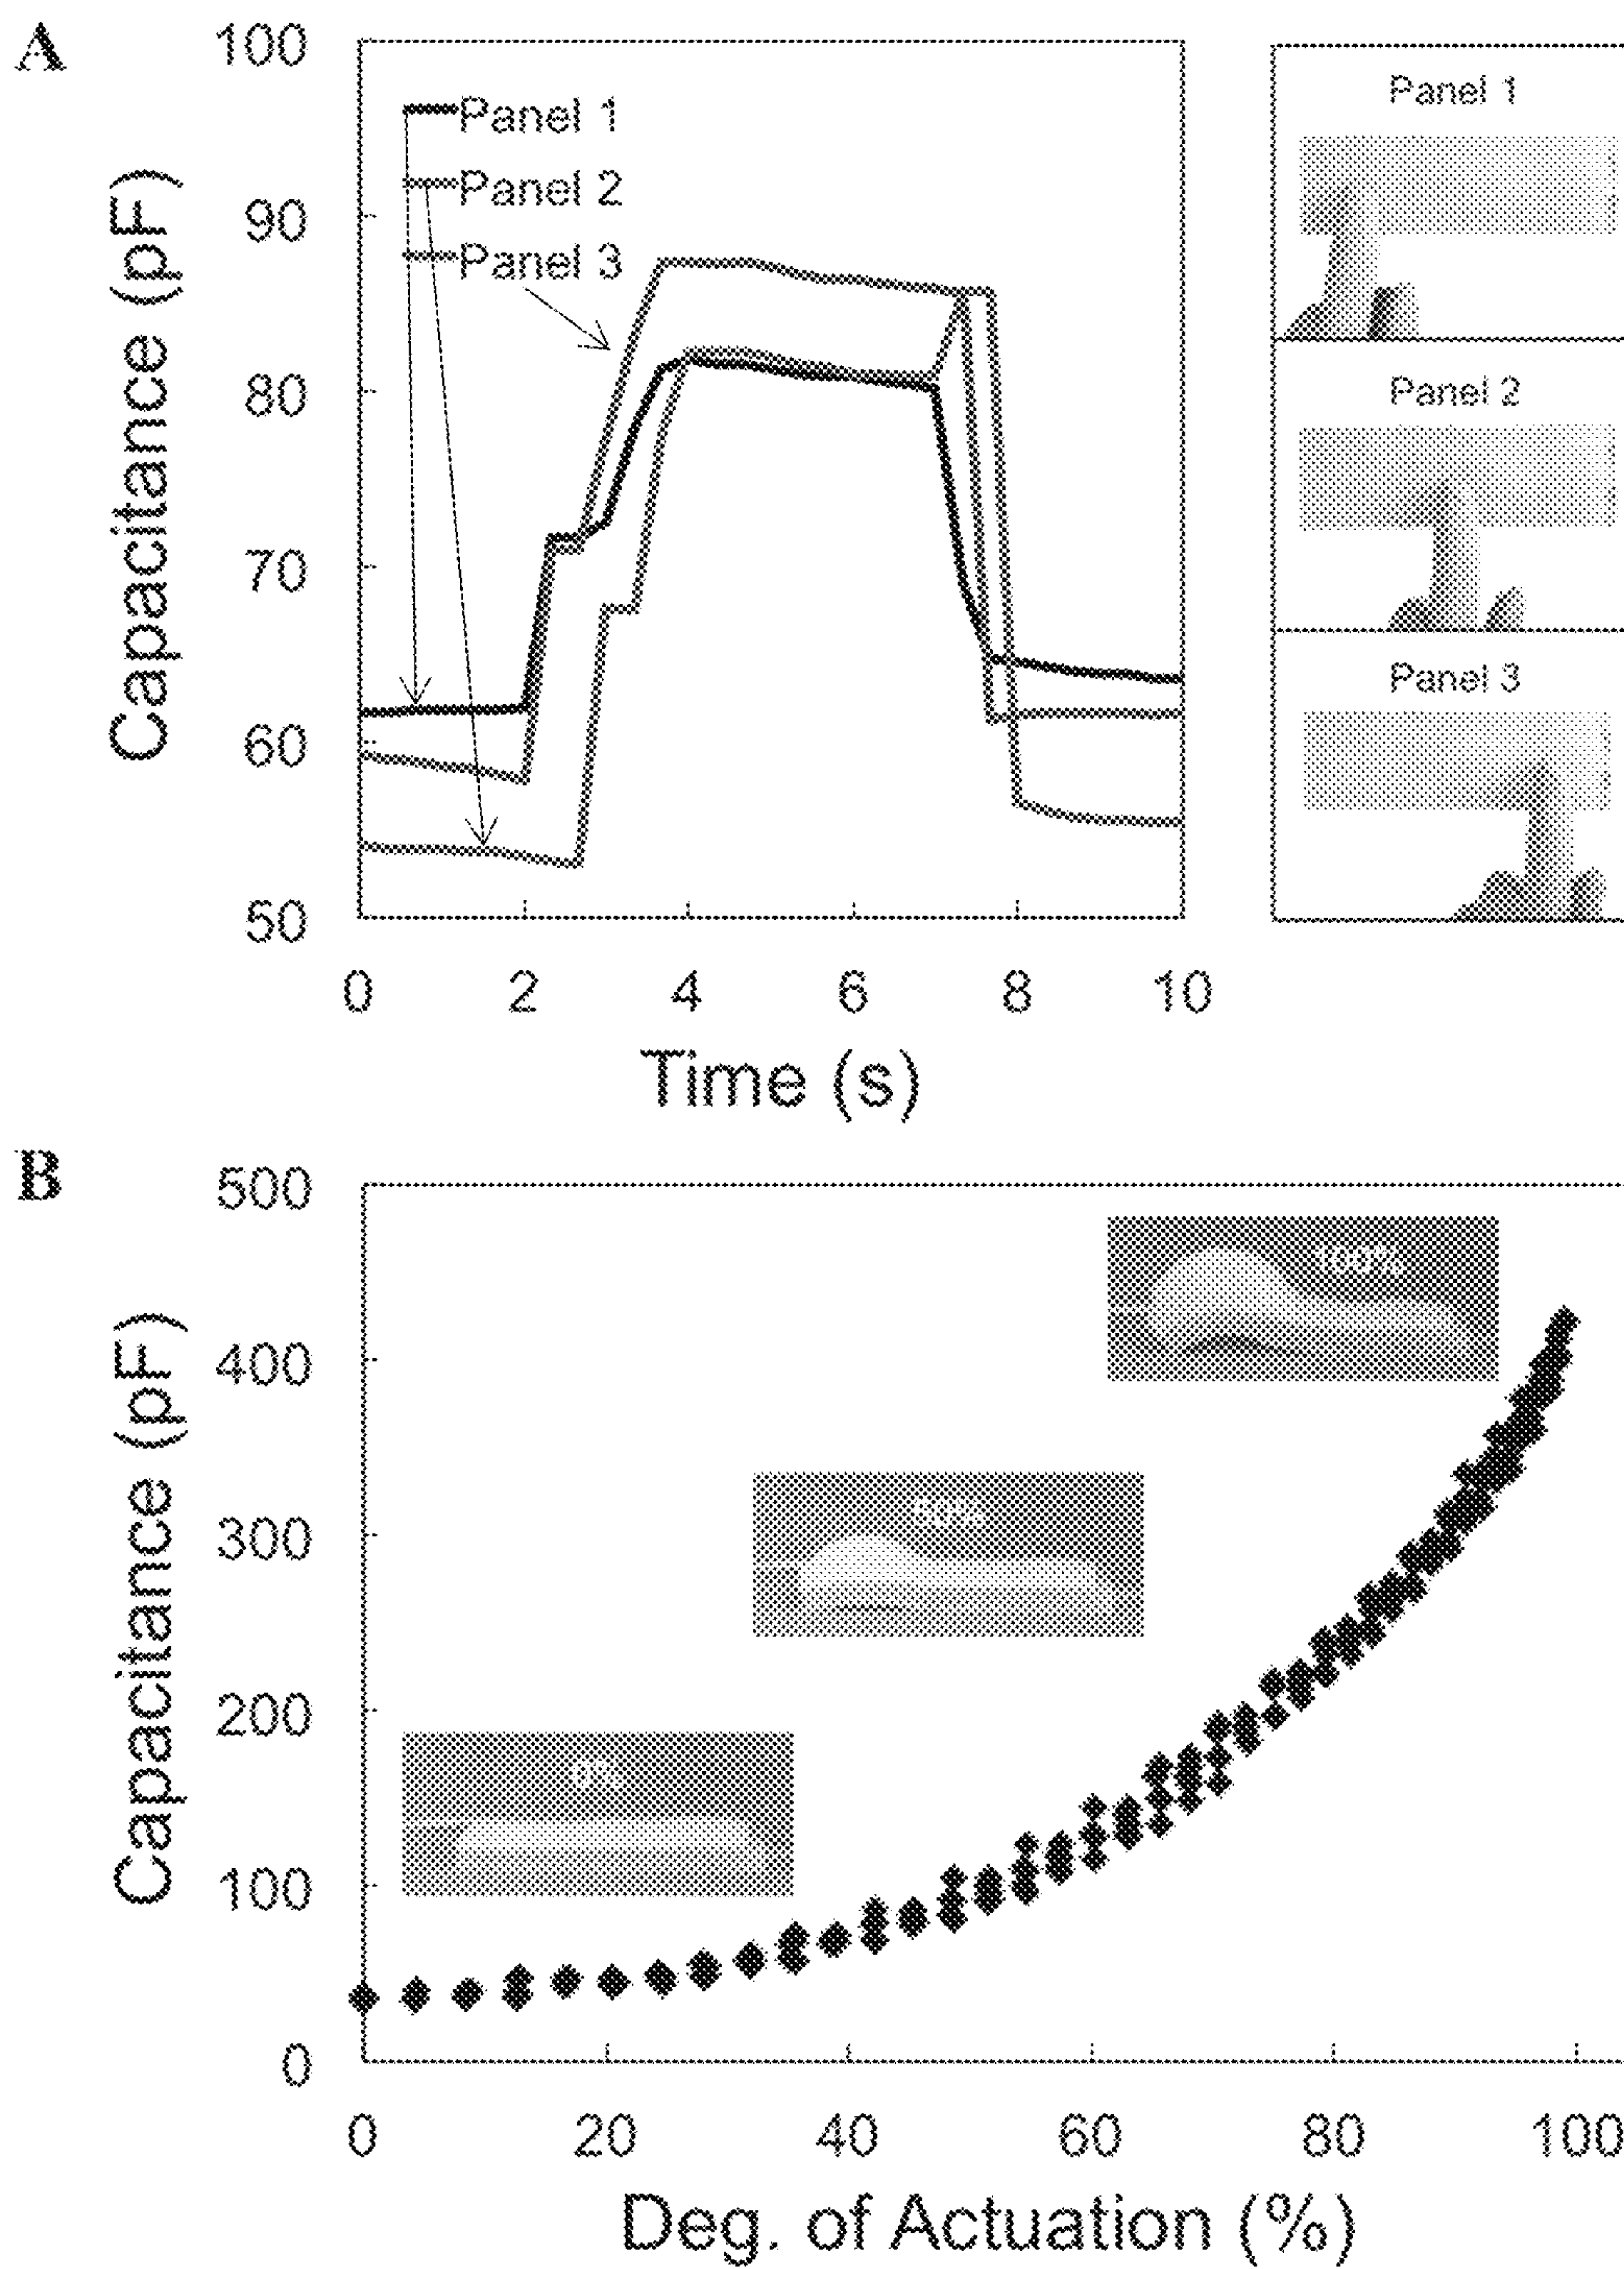 A
100
90
80
70
60
50
Capacitance (pF)
Panel 1
Panel 2
Panel 3
0 2 4 6 8 10
Time (s)
Panel 1
Panel 2
Panel 3
B
500
400
300
200
100
0
Capacitance (pF)
100%
0%
0 20 40 60 80 100
Deg. of Actuation (%)